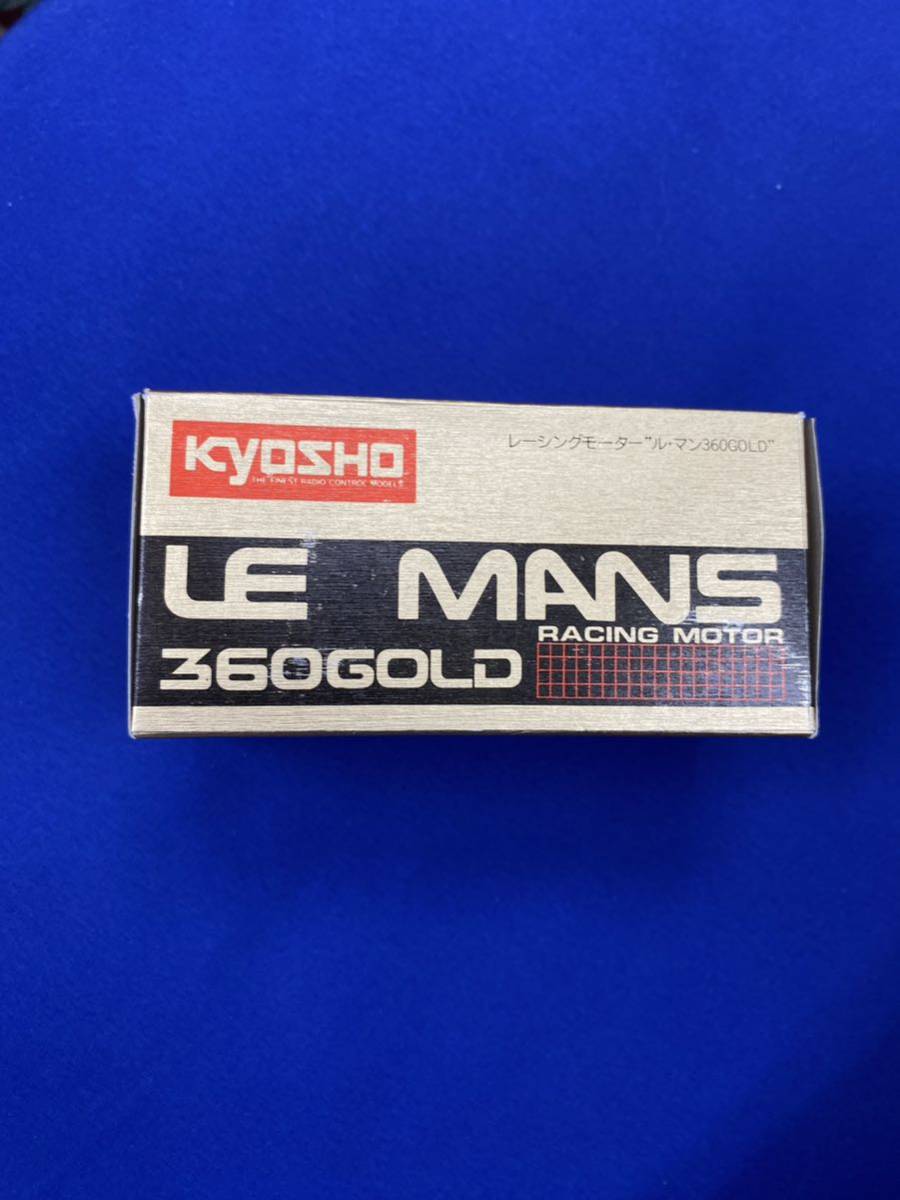 KYOSHO
THE FINEST RADIO CONTROL MODELS
レーシングモーター"ル・マン360GOLD"
LE MANS
RACING MOTOR
360GOLD